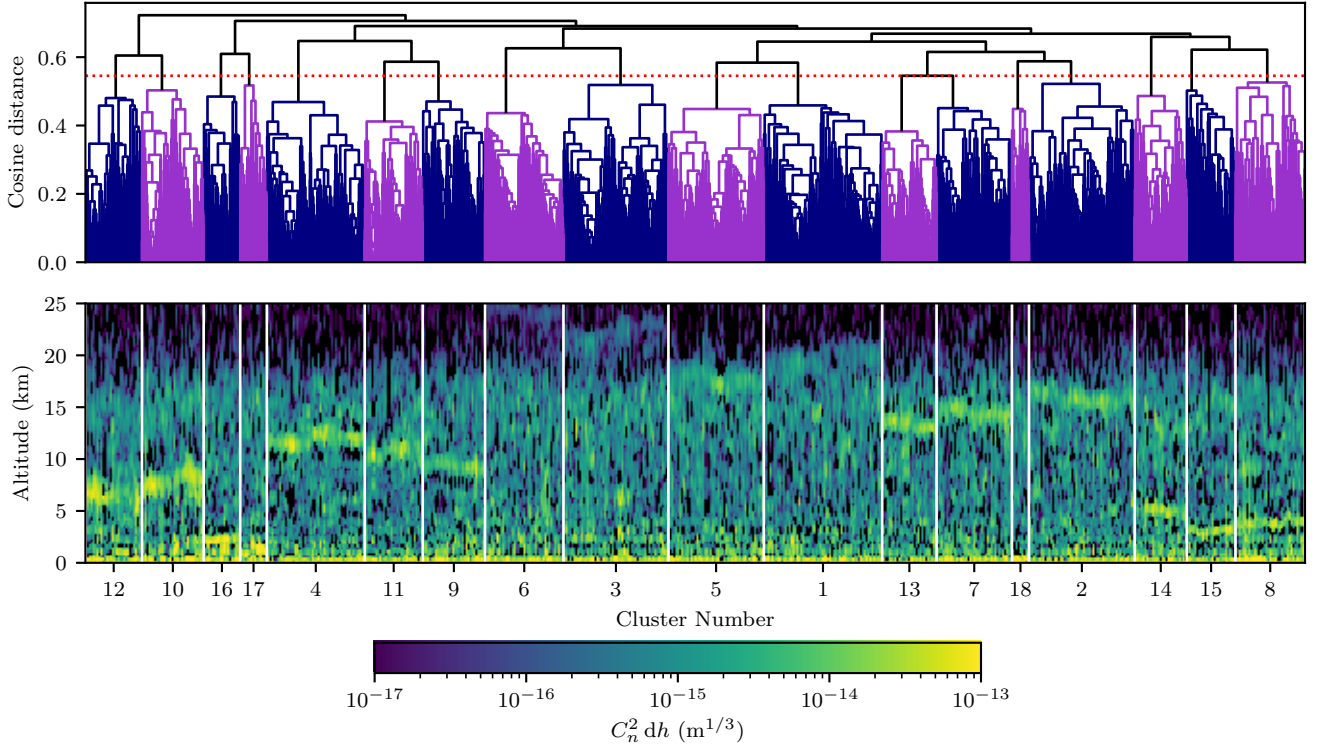 Cosine distance
0.6
0.4
0.2
0.0
Altitude (km)
25
20
15
10
5
0
12 10 16 17 4 11 9 6 3 5 1 13 7 18 2 14 15 8
Cluster Number
10⁻¹⁷ 10⁻¹⁶ 10⁻¹⁵ 10⁻¹⁴ 10⁻¹³
$C_n^2\,\mathrm{d}h$ (m$^{1/3}$)